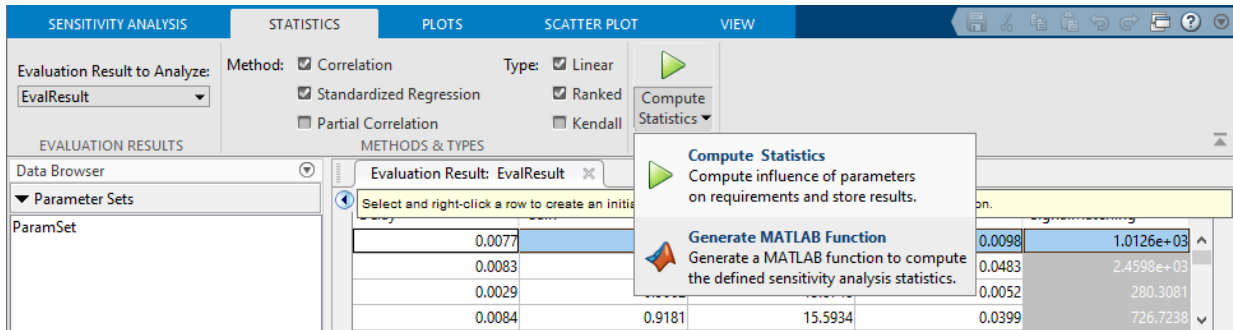 SENSITIVITY ANALYSIS STATISTICS PLOTS SCATTER PLOT VIEW
Evaluation Result to Analyze: Method: Correlation Type: Linear
EvalResult Standardized Regression Ranked Compute
Partial Correlation Kendall Statistics
EVALUATION RESULTS METHODS & TYPES
Data Browser Evaluation Result: EvalResult
Compute Statistics
Compute influence of parameters
on requirements and store results.
Parameter Sets Select and right-click a row to create an initia on.
ParamSet
0.0077 0.0098 1.0126e+03
Generate MATLAB Function
Generate a MATLAB function to compute
the defined sensitivity analysis statistics.
0.0083 0.0483 2.4598e+03
0.0029 0.0052 280.3081
0.0084 0.9181 15.5934 0.0399 726.7238